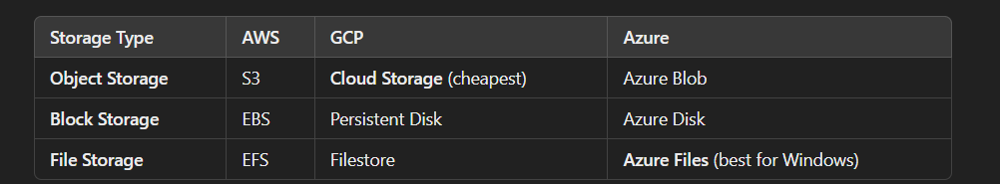 Storage Type AWS GCP Azure
Object Storage S3 Cloud Storage (cheapest) Azure Blob
Block Storage EBS Persistent Disk Azure Disk
File Storage EFS Filestore Azure Files (best for Windows)